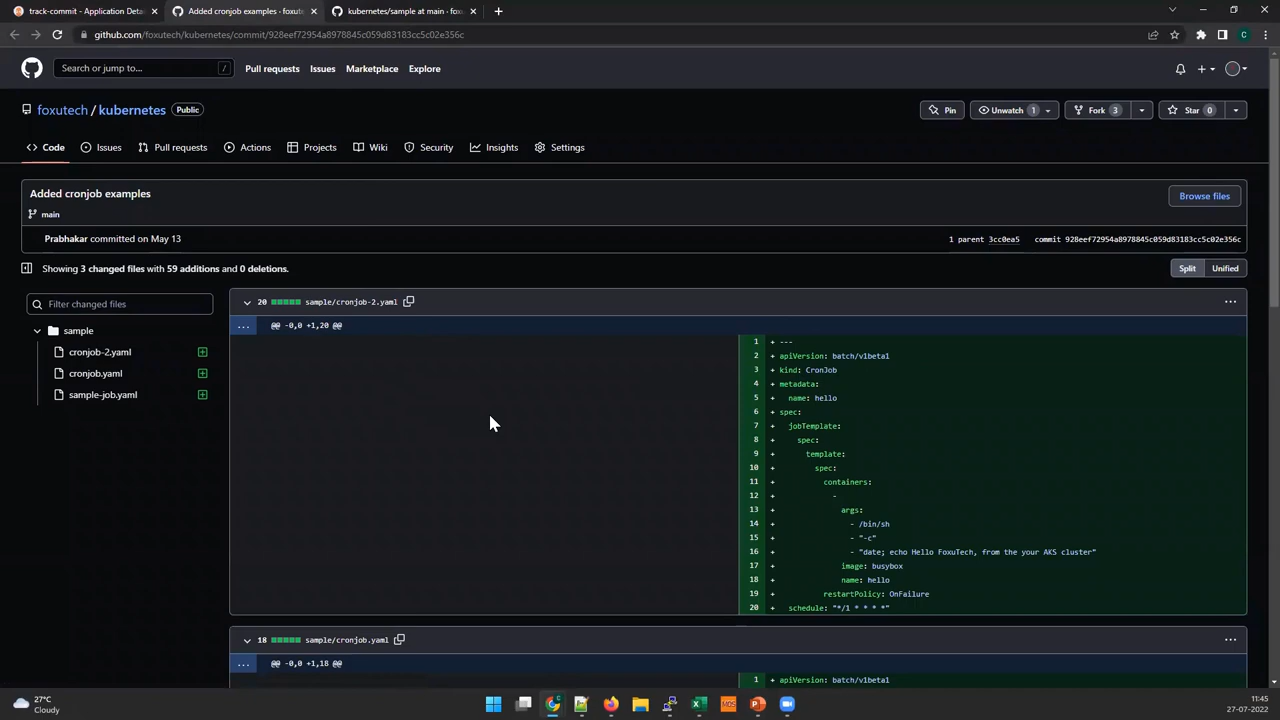 track-commit - Application Deta
Added cronjob examples · foxute
kubernetes/sample at main · fox
github.com/foxutech/kubernetes/commit/928eef72954a8978845c059d83183cc5c02e356c
Search or jump to...
/
Pull requests
Issues
Marketplace
Explore
foxutech / kubernetes
Public
Pin
Unwatch 1
Fork 3
Star 0
Code
Issues
Pull requests
Actions
Projects
Wiki
Security
Insights
Settings
Added cronjob examples
Browse files
main
Prabhakar committed on May 13
1 parent 3cc0ea5 commit 928eef72954a8978845c059d83183cc5c02e356c
Showing 3 changed files with 59 additions and 0 deletions.
Split
Unified
Filter changed files
sample
cronjob-2.yaml
cronjob.yaml
sample-job.yaml
20 sample/cronjob-2.yaml
...
... @@ -0,0 +1,20 @@
1 + ---
2 + apiVersion: batch/v1beta1
3 + kind: CronJob
4 + metadata:
5 + name: hello
6 + spec:
7 + jobTemplate:
8 + spec:
9 + template:
10 + spec:
11 + containers:
12 + -
13 + args:
14 + - /bin/sh
15 + - "-c"
16 + - "date; echo Hello FoxuTech, from the your AKS cluster"
17 + image: busybox
18 + name: hello
19 + restartPolicy: OnFailure
20 + schedule: "*/1 * * * *"
18 sample/cronjob.yaml
...
... @@ -0,0 +1,18 @@
1 + apiVersion: batch/v1beta1
27°C
Cloudy
11:45
27-07-2022